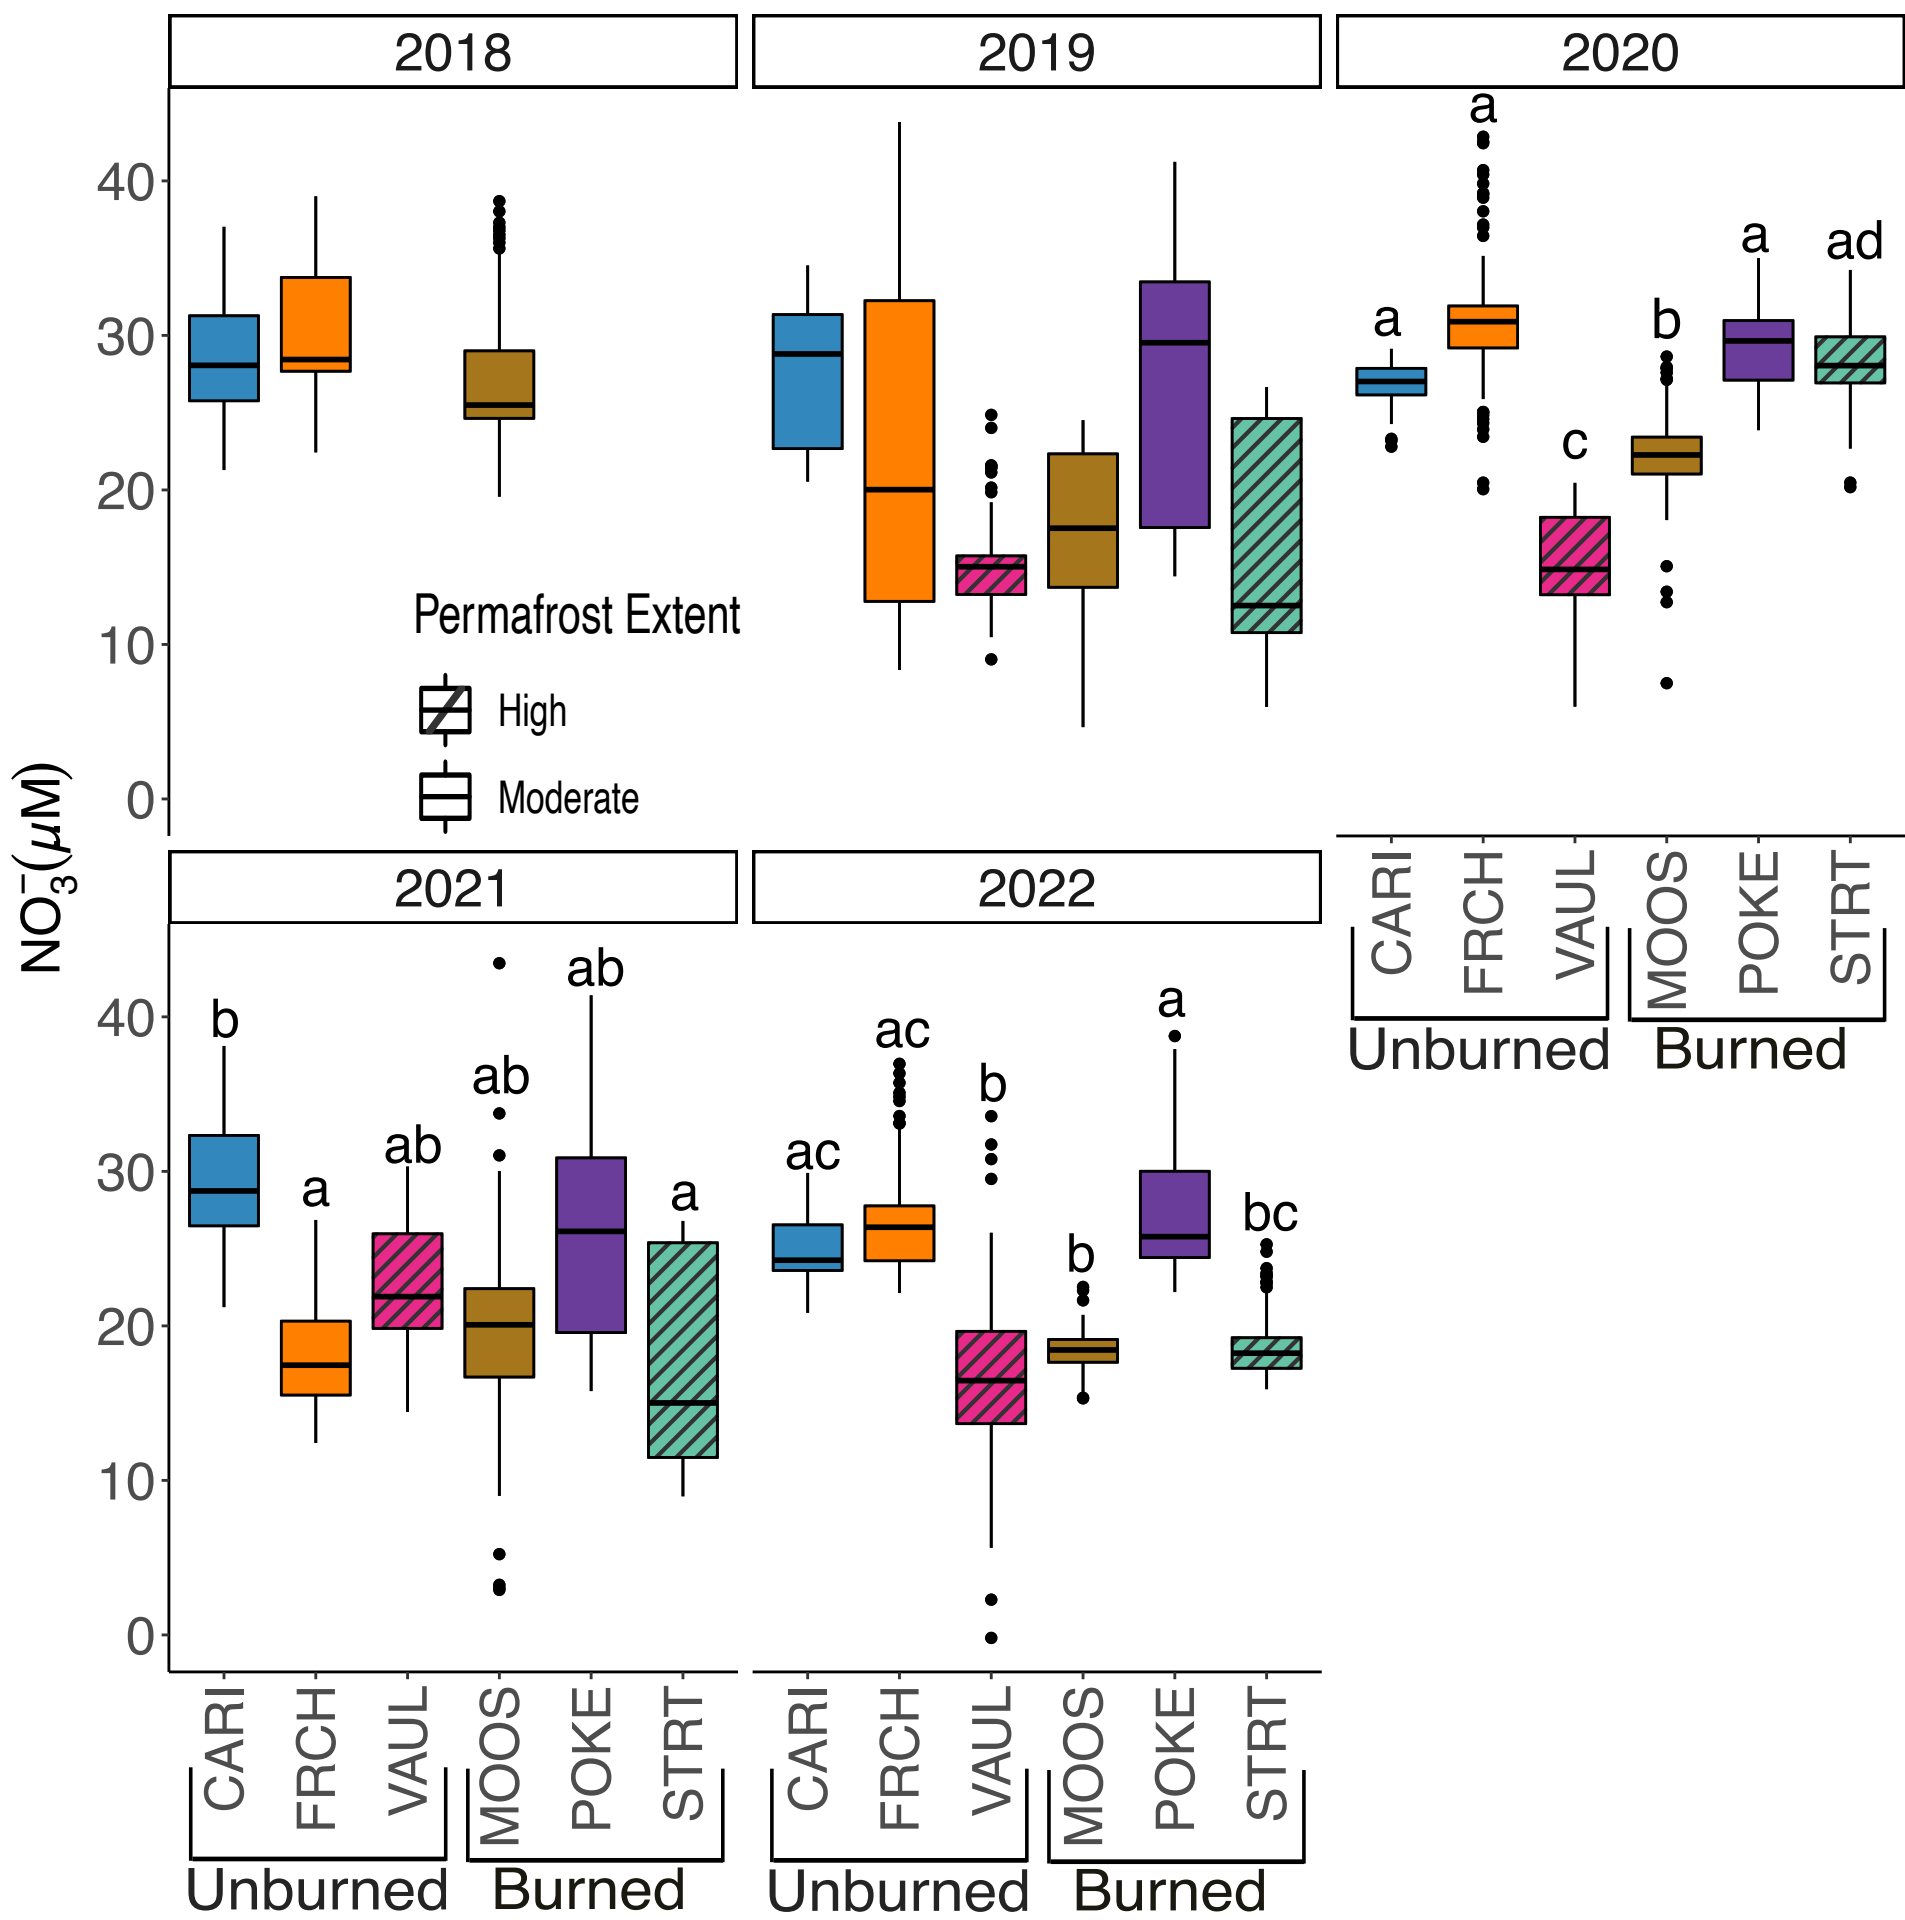 2018
2019
2020
40
30
20
10
0
a
a
a
ad
b
c
Permafrost Extent
High
Moderate
NO₃⁻(μM)
CARI
FRCH
VAUL
MOOS
POKE
STRT
Unburned
Burned
2021
2022
40
30
20
10
0
b
a
ab
ab
ab
a
ac
ac
b
b
a
bc
CARI
FRCH
VAUL
MOOS
POKE
STRT
CARI
FRCH
VAUL
MOOS
POKE
STRT
Unburned
Burned
Unburned
Burned